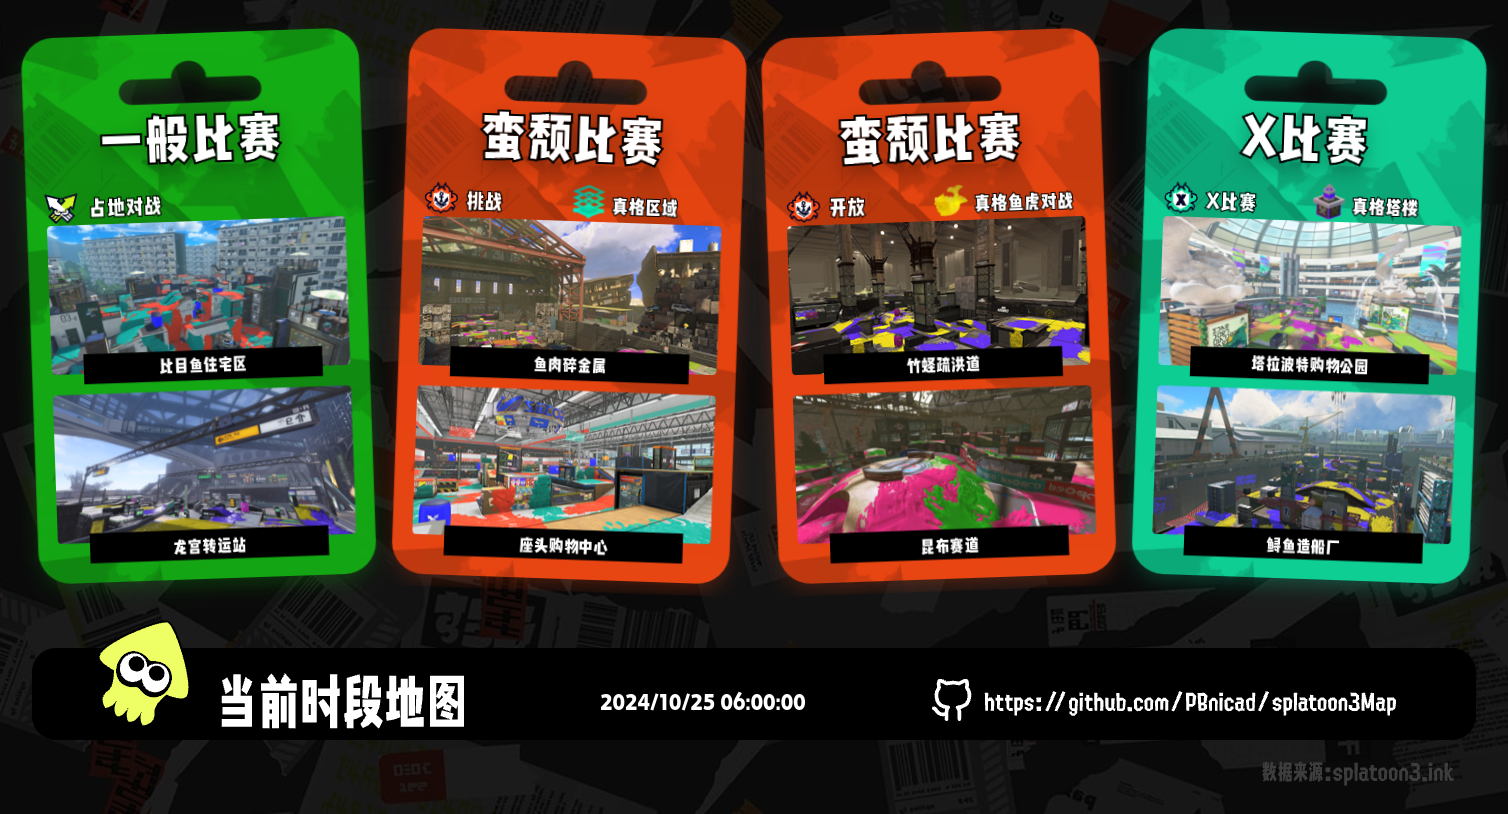 一般比赛
占地对战
比目鱼住宅区
龙宫转运站
蛮颓比赛
挑战
真格区域
鱼肉碎金属
座头购物中心
蛮颓比赛
开放
真格鱼虎对战
竹蛏疏洪道
昆布赛道
X比赛
X比赛
真格塔楼
塔拉波特购物公园
鲟鱼造船厂
当前时段地图
2024/10/25 06:00:00
https://github.com/PBnicad/splatoon3Map
数据来源:splatoon3.ink